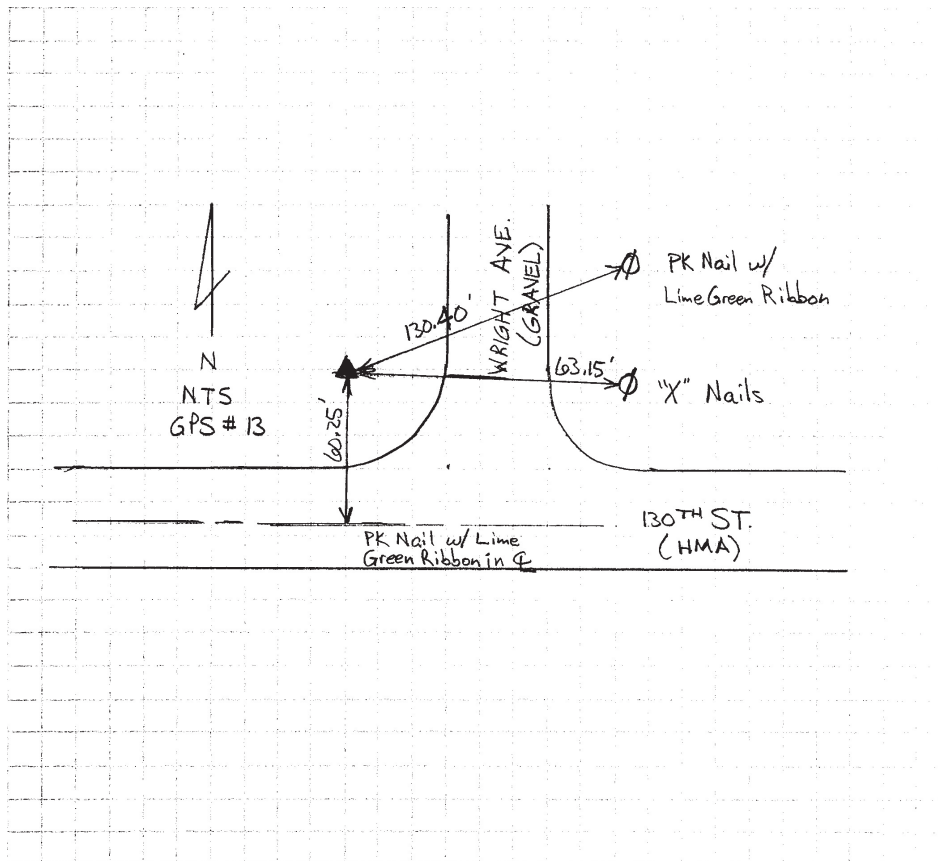 N
NTS
GPS # 13
130.40'
WRIGHT AVE.
(GRAVEL)
PK Nail w/
Lime Green Ribbon
63.15'
"X" Nails
60.25'
130TH ST.
(HMA)
PK Nail w/ Lime
Green Ribbon in ℄